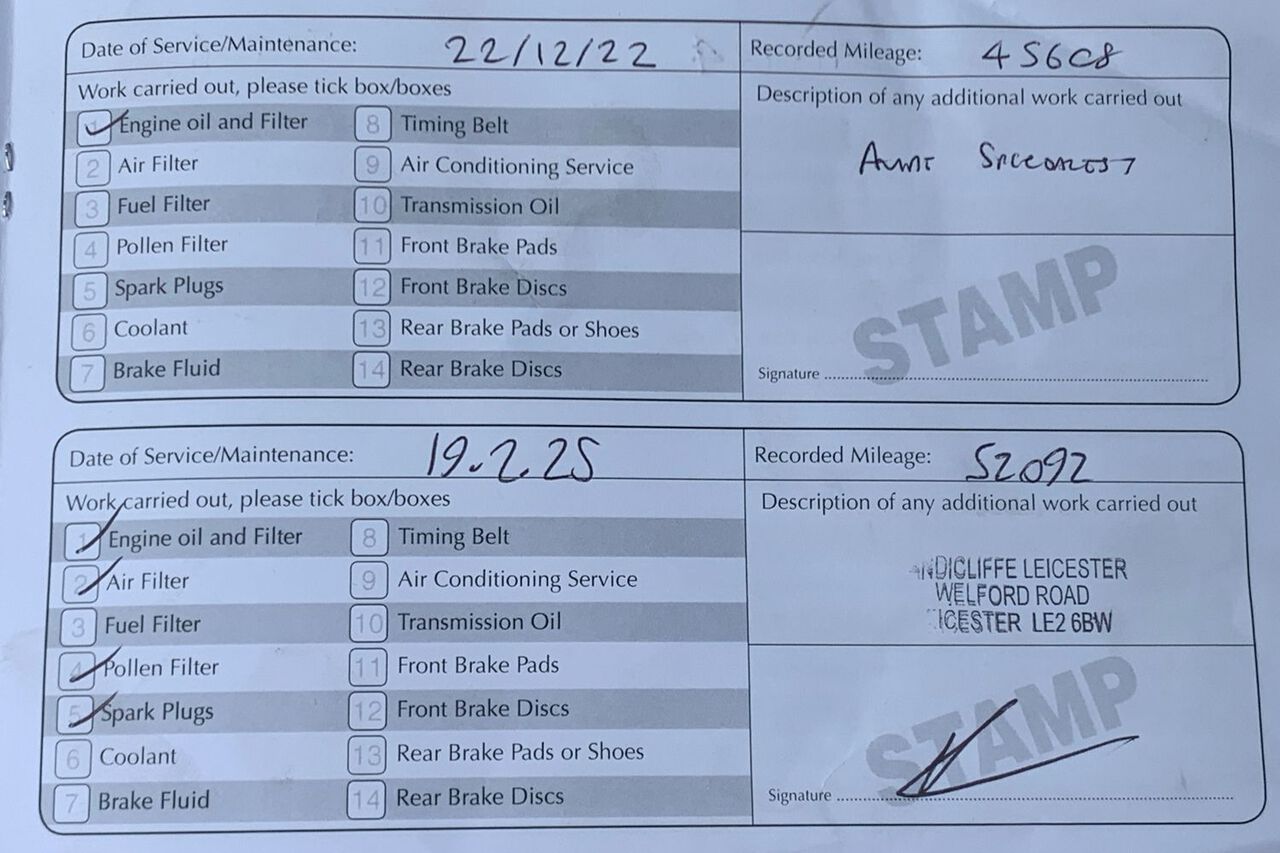 Date of Service/Maintenance: 22/12/22
Recorded Mileage: 45608
Work carried out, please tick box/boxes
Description of any additional work carried out
1 Engine oil and Filter
8 Timing Belt
2 Air Filter
9 Air Conditioning Service
3 Fuel Filter
10 Transmission Oil
4 Pollen Filter
11 Front Brake Pads
5 Spark Plugs
12 Front Brake Discs
6 Coolant
13 Rear Brake Pads or Shoes
7 Brake Fluid
14 Rear Brake Discs
STAMP
Signature
Date of Service/Maintenance: 19.2.25
Recorded Mileage: 52092
Work carried out, please tick box/boxes
Description of any additional work carried out
1 Engine oil and Filter
8 Timing Belt
2 Air Filter
9 Air Conditioning Service
3 Fuel Filter
10 Transmission Oil
4 Pollen Filter
11 Front Brake Pads
5 Spark Plugs
12 Front Brake Discs
6 Coolant
13 Rear Brake Pads or Shoes
7 Brake Fluid
14 Rear Brake Discs
NDICLIFFE LEICESTER
WELFORD ROAD
ICESTER LE2 6BW
STAMP
Signature